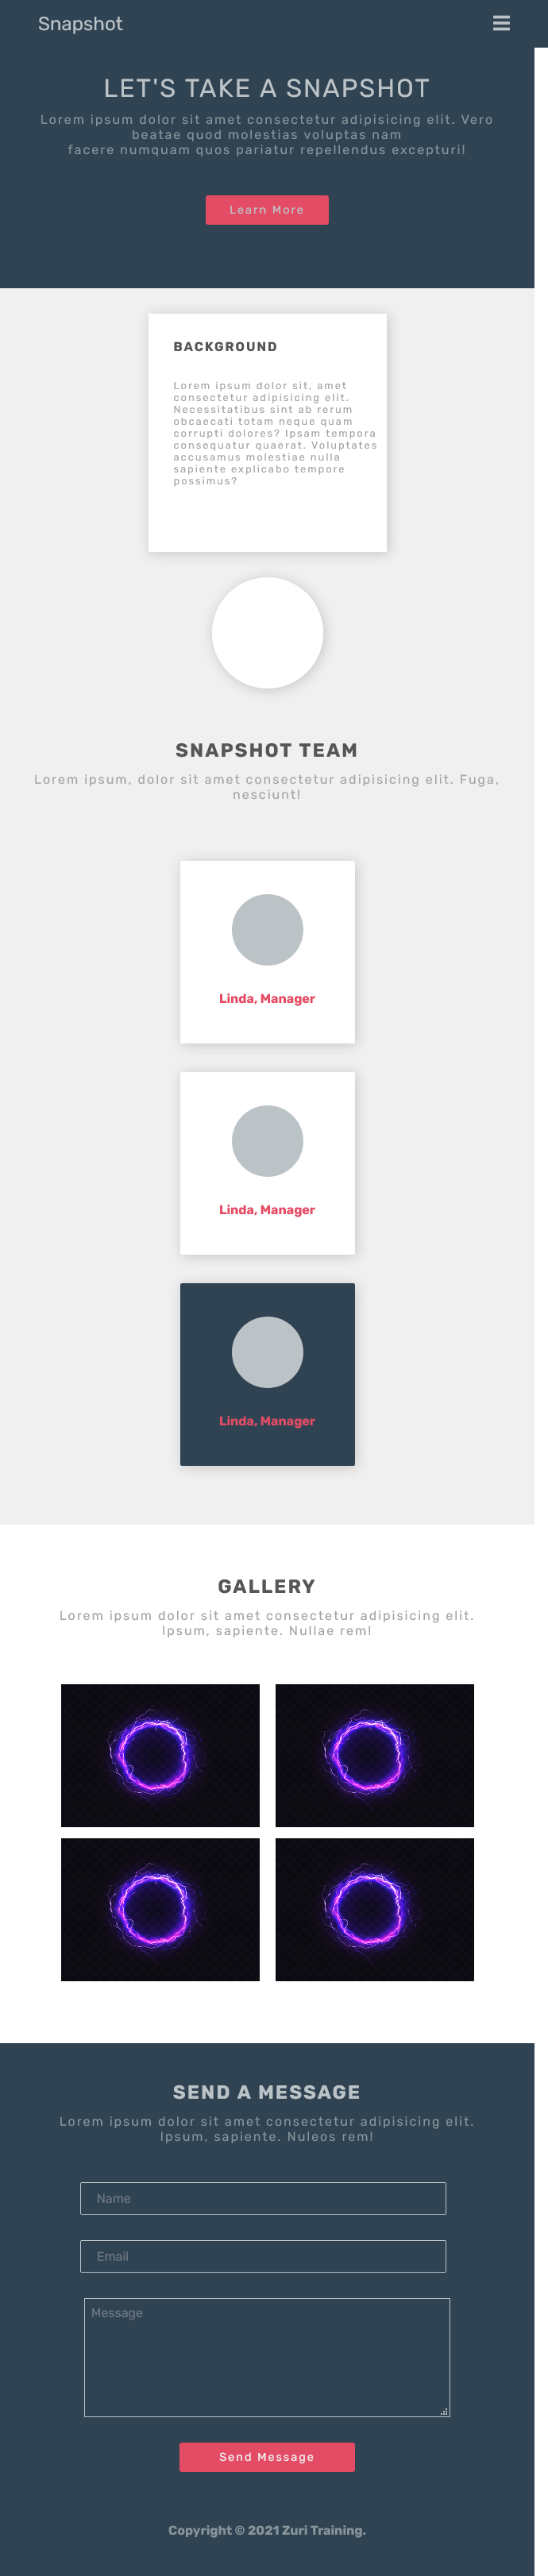 Snapshot
LET'S TAKE A SNAPSHOT
Lorem ipsum dolor sit amet consectetur adipisicing elit. Vero
beatae quod molestias voluptas nam
facere numquam quos pariatur repellendus excepturi!
Learn More
BACKGROUND
Lorem ipsum dolor sit, amet
consectetur adipisicing elit.
Necessitatibus sint ab rerum
obcaecati totam neque quam
corrupti dolores? Ipsam tempora
consequatur quaerat. Voluptates
accusamus molestiae nulla
sapiente explicabo tempore
possimus?
SNAPSHOT TEAM
Lorem ipsum, dolor sit amet consectetur adipisicing elit. Fuga,
nesciunt!
Linda, Manager
Linda, Manager
Linda, Manager
GALLERY
Lorem ipsum dolor sit amet consectetur adipisicing elit.
Ipsum, sapiente. Nullae rem!
SEND A MESSAGE
Lorem ipsum dolor sit amet consectetur adipisicing elit.
Ipsum, sapiente. Nuleos rem!
Name
Email
Message
Send Message
Copyright © 2021 Zuri Training.